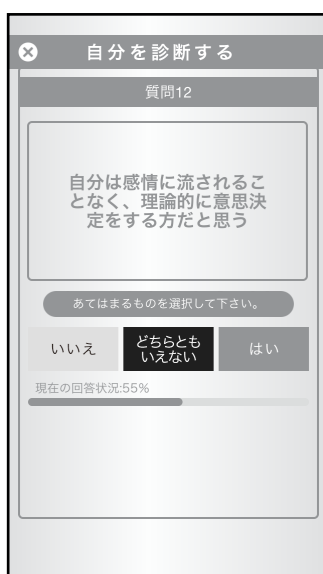 自分を診断する
質問12
自分は感情に流されるこ
となく、理論的に意思決
定をする方だと思う
あてはまるものを選択して下さい。
いいえ
どちらとも
いえない
はい
現在の回答状況:55%